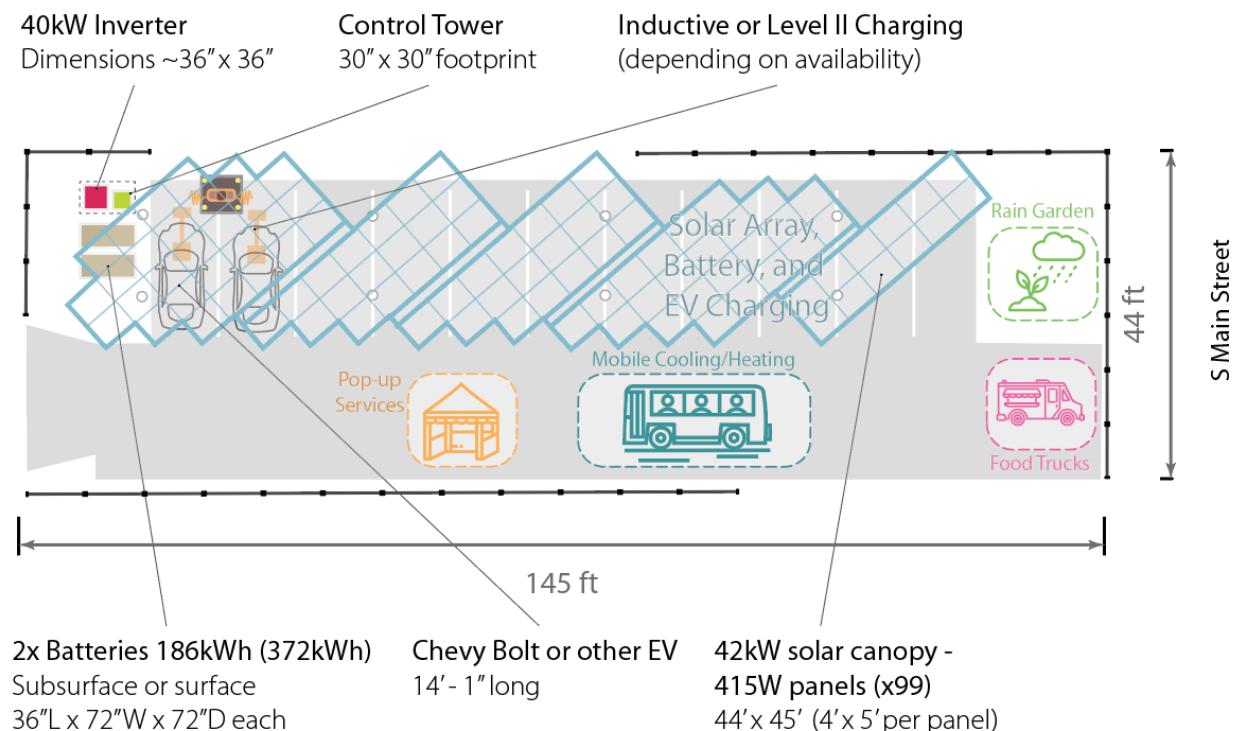 40kW Inverter
Dimensions ~36” x 36”
Control Tower
30” x 30” footprint
Inductive or Level II Charging
(depending on availability)
Solar Array,
Battery, and
EV Charging
Rain Garden
44 ft
S Main Street
Pop-up
Services
Mobile Cooling/Heating
Food Trucks
145 ft
2x Batteries 186kWh (372kWh)
Subsurface or surface
36”L x 72”W x 72”D each
Chevy Bolt or other EV
14’ - 1” long
42kW solar canopy -
415W panels (x99)
44’ x 45’ (4’ x 5’ per panel)